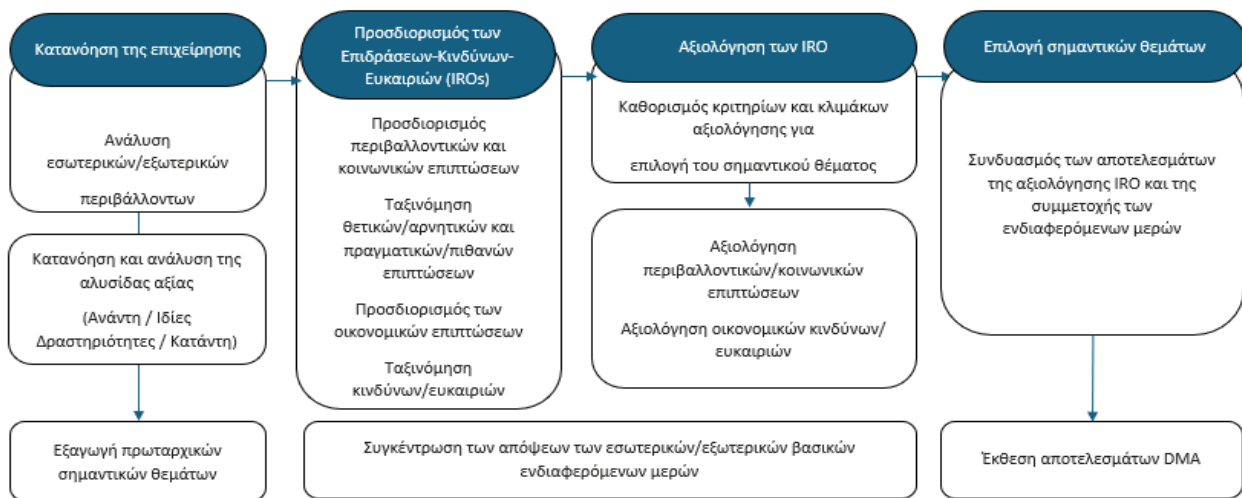 Κατανόηση της επιχείρησης
Ανάλυση
εσωτερικών/εξωτερικών
περιβάλλοντων
Κατανόηση και ανάλυση της
αλυσίδας αξίας
(Ανάντη / Ιδίες
Δραστηριότητες / Κατάντη)
Εξαγωγή πρωταρχικών
σημαντικών θεμάτων
Προσδιορισμός των
Επιδράσεων-Κινδύνων-
Ευκαιριών (IROs)
Προσδιορισμός
περιβαλλοντικών και
κοινωνικών επιπτώσεων
Ταξινόμηση
θετικών/αρνητικών και
πραγματικών/πιθανών
επιπτώσεων
Προσδιορισμός των
οικονομικών επιπτώσεων
Ταξινόμηση
κινδύνων/ευκαιριών
Αξιολόγηση των IRO
Καθορισμός κριτηρίων και κλιμάκων
αξιολόγησης για
επιλογή του σημαντικού θέματος
Αξιολόγηση
περιβαλλοντικών/κοινωνικών
επιπτώσεων
Αξιολόγηση οικονομικών κινδύνων/
ευκαιριών
Συγκέντρωση των απόψεων των εσωτερικών/εξωτερικών βασικών
ενδιαφερόμενων μερών
Επιλογή σημαντικών θεμάτων
Συνδυασμός των αποτελεσμάτων
της αξιολόγησης IRO και της
συμμετοχής των
ενδιαφερόμενων μερών
Έκθεση αποτελεσμάτων DMA